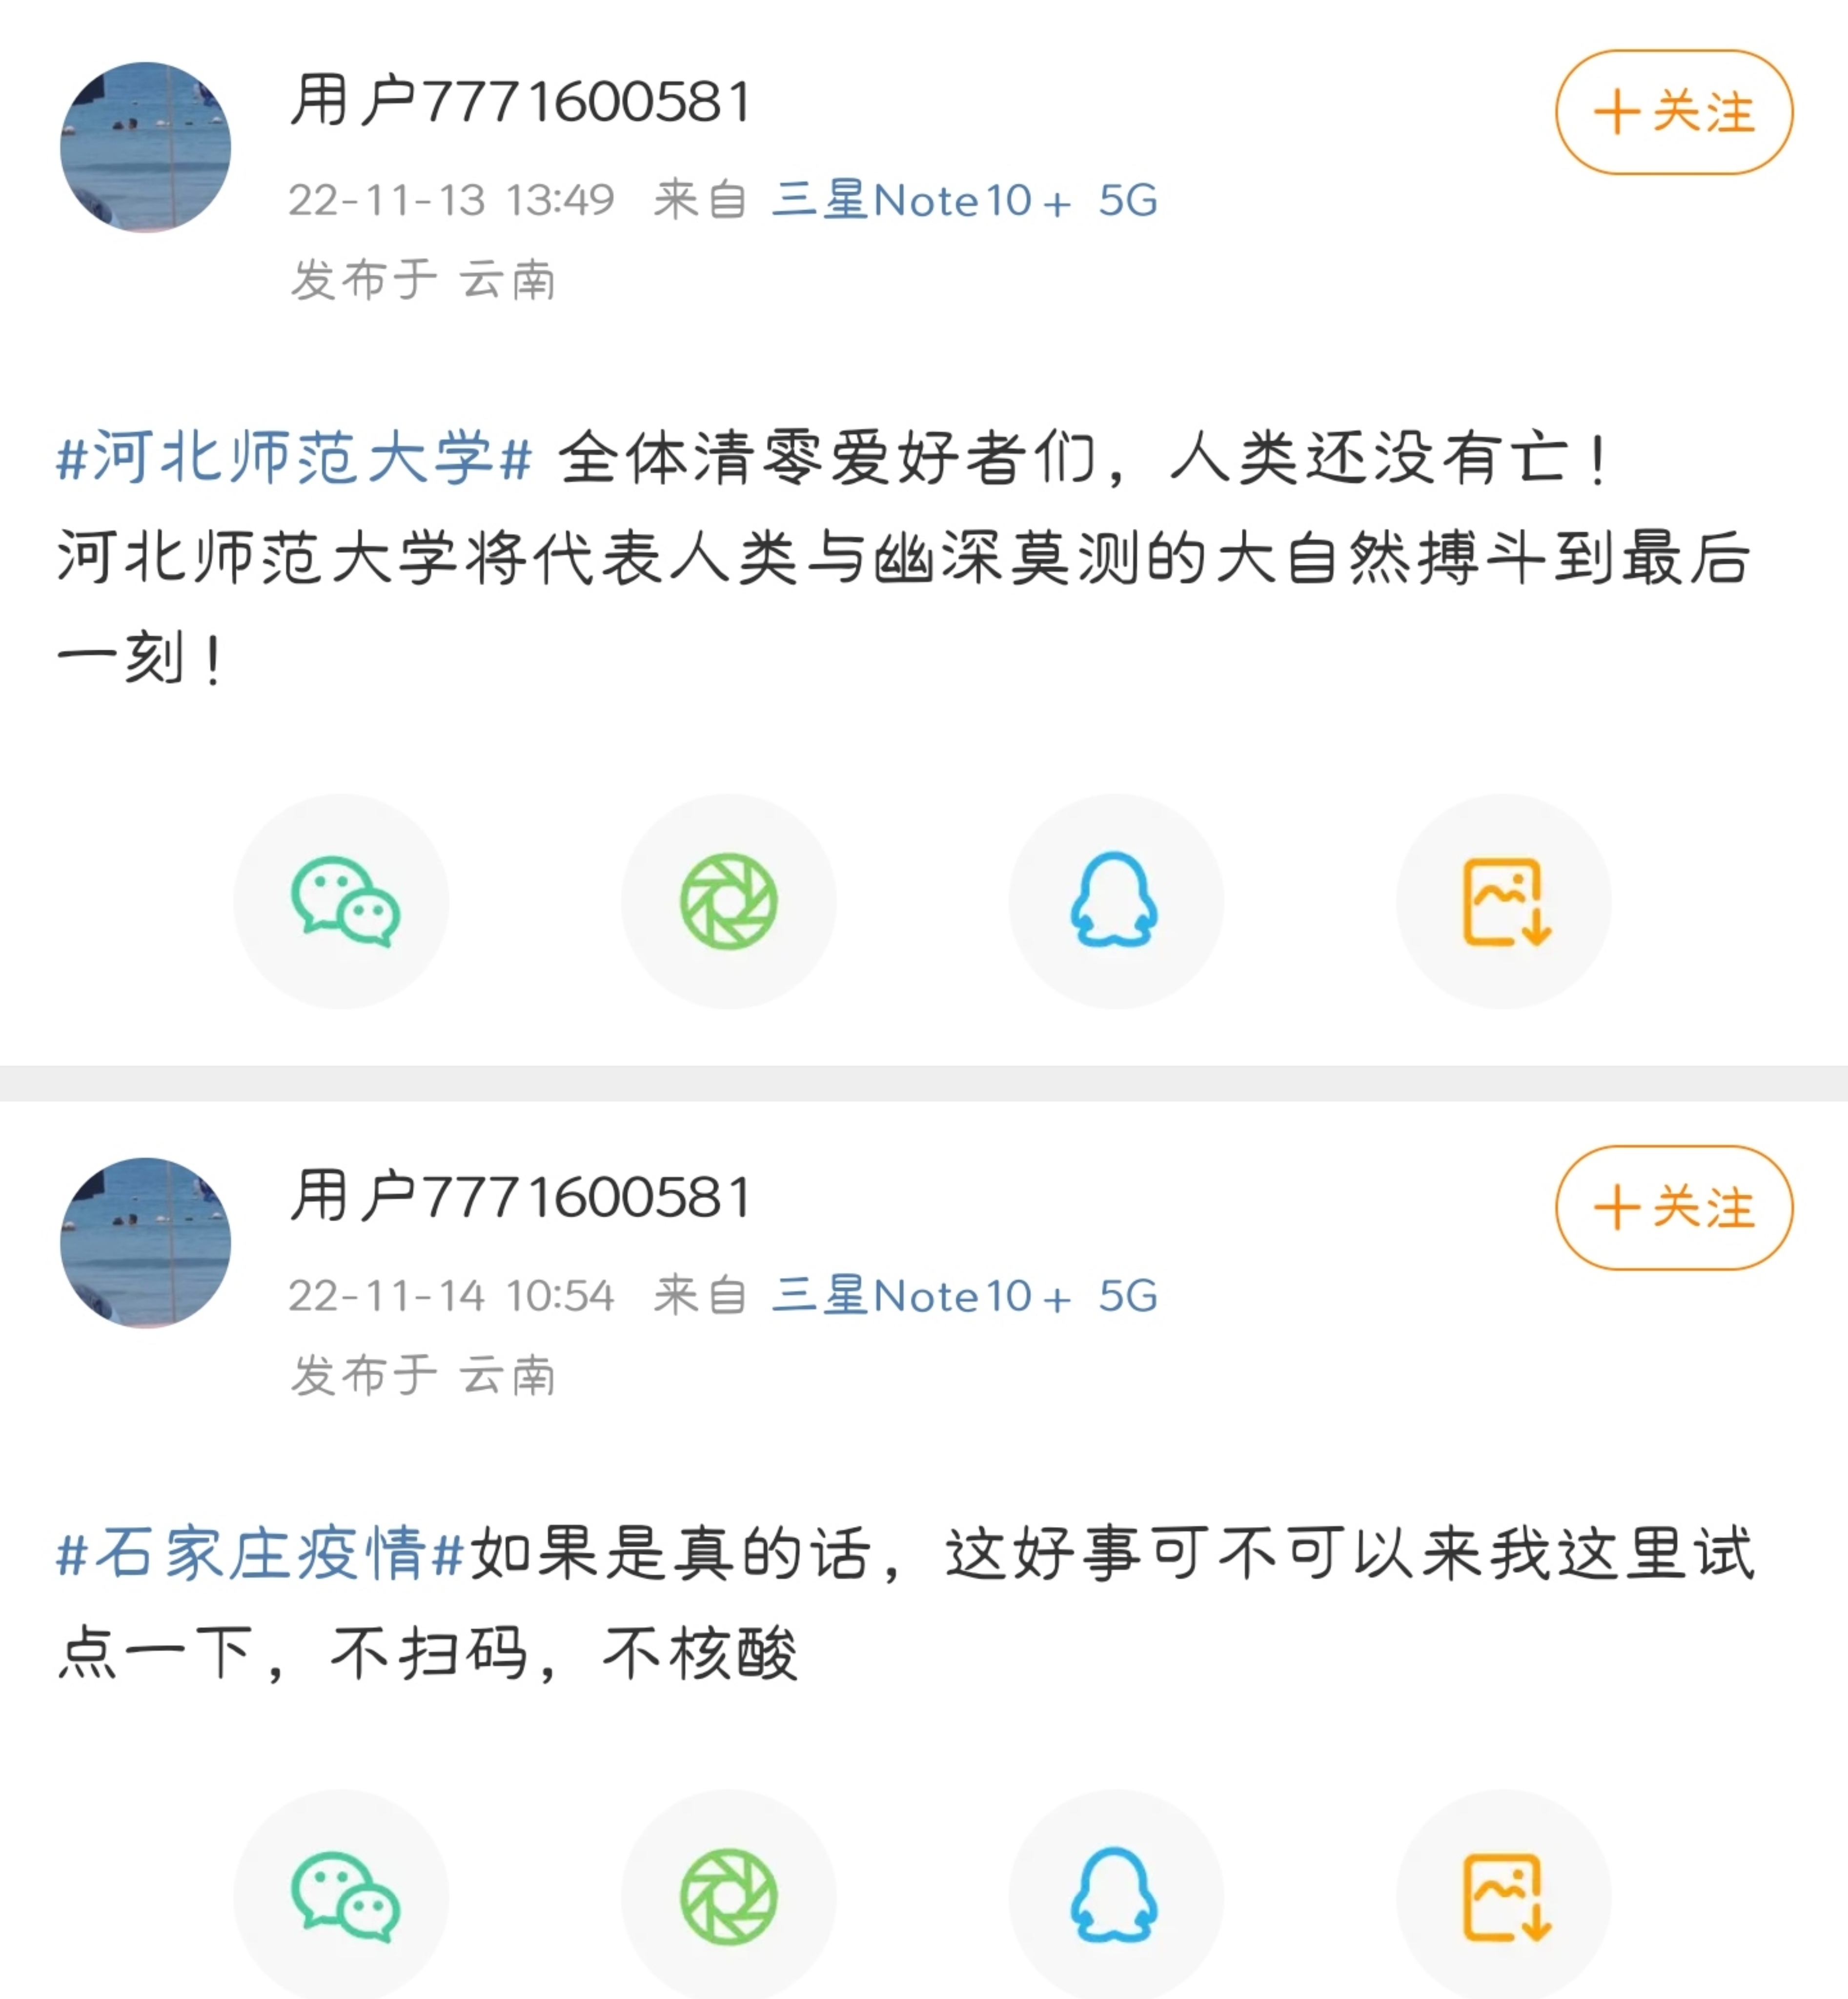 用户7771600581
+关注
22-11-13 13:49 来自 三星Note10+ 5G
发布于 云南
#河北师范大学# 全体清零爱好者们，人类还没有亡！
河北师范大学将代表人类与幽深莫测的大自然搏斗到最后
一刻！
用户7771600581
+关注
22-11-14 10:54 来自 三星Note10+ 5G
发布于 云南
#石家庄疫情#如果是真的话，这好事可不可以来我这里试
点一下，不扫码，不核酸